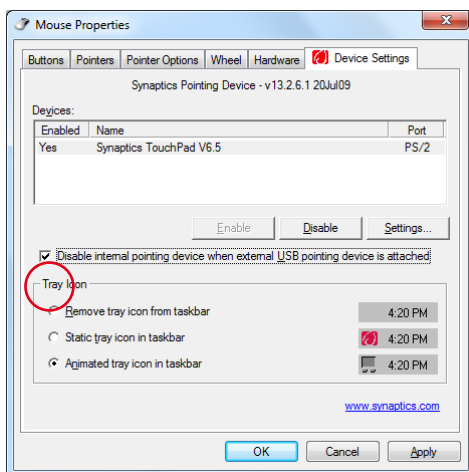 Mouse Properties
Buttons Pointers Pointer Options Wheel Hardware Device Settings
Synaptics Pointing Device - v13.2.6.1 20Jul09
Devices:
Enabled Name Port
Yes Synaptics TouchPad V6.5 PS/2
Enable Disable Settings...
Disable internal pointing device when external USB pointing device is attached
Tray Icon
Remove tray icon from taskbar 4:20 PM
Static tray icon in taskbar 4:20 PM
Animated tray icon in taskbar 4:20 PM
www.synaptics.com
OK Cancel Apply